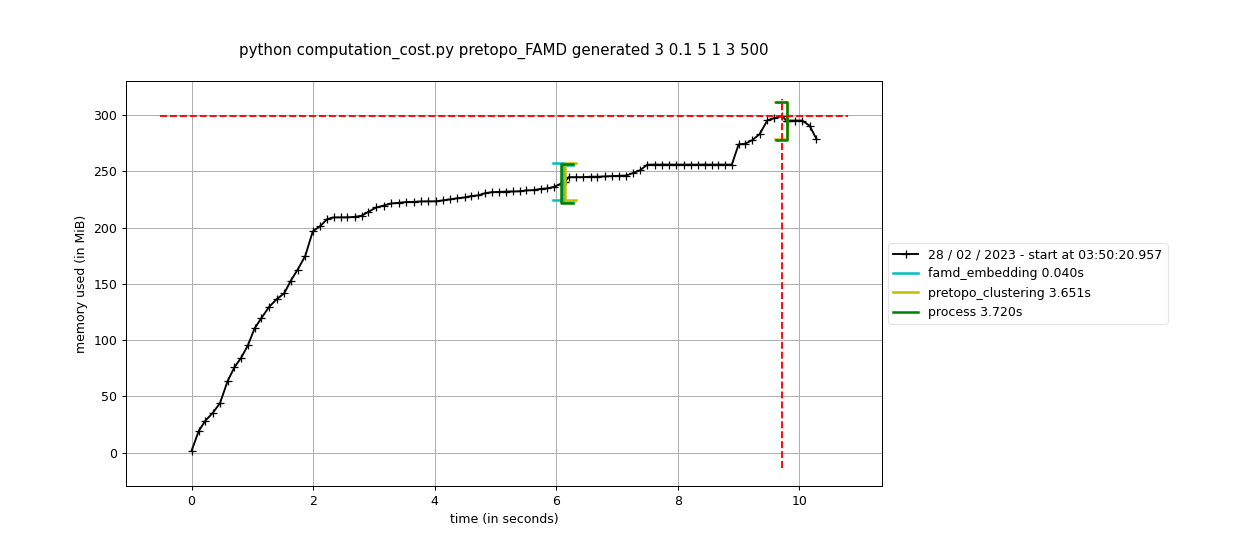 python computation_cost.py pretopo_FAMD generated 3 0.1 5 1 3 500
memory used (in MiB)
300
250
200
150
100
50
0
0 2 4 6 8 10
time (in seconds)
28 / 02 / 2023 - start at 03:50:20.957
famd_embedding 0.040s
pretopo_clustering 3.651s
process 3.720s